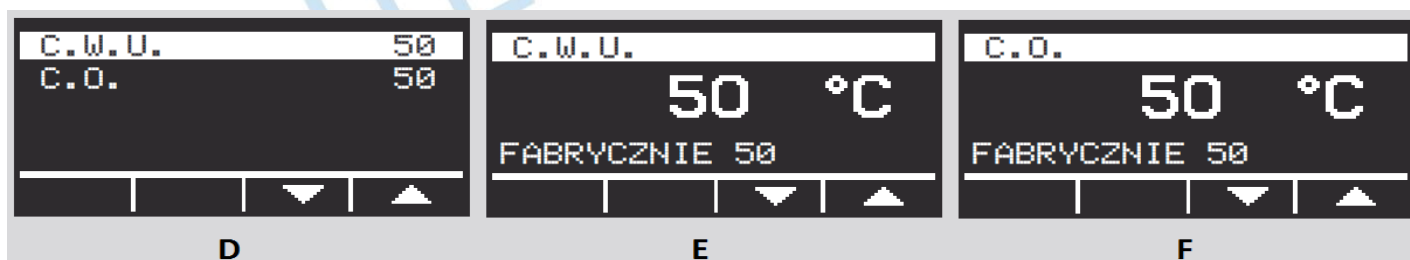 C.W.U. 50
C.O. 50
D
C.W.U.
50 °C
FABRYCZNIE 50
E
C.O.
50 °C
FABRYCZNIE 50
F